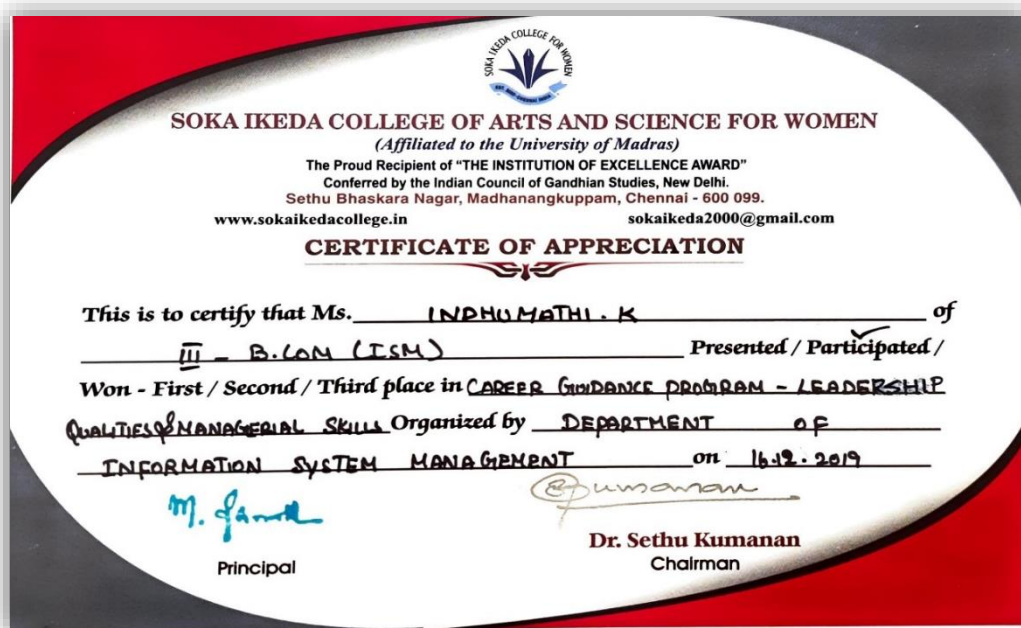 SOKA IKEDA COLLEGE FOR WOMEN
SOKA IKEDA COLLEGE OF ARTS AND SCIENCE FOR WOMEN
(Affiliated to the University of Madras)
The Proud Recipient of “THE INSTITUTION OF EXCELLENCE AWARD”
Conferred by the Indian Council of Gandhian Studies, New Delhi.
Sethu Bhaskara Nagar, Madhanangkuppam, Chennai - 600 099.
www.sokaikedacollege.in sokaikeda2000@gmail.com
CERTIFICATE OF APPRECIATION
This is to certify that Ms. INDHUMATHI . K of
III - B.COM (ISM) Presented / Participated /
Won - First / Second / Third place in CAREER GUIDANCE PROGRAM - LEADERSHIP
QUALITIES & MANAGERIAL SKILLS Organized by DEPARTMENT OF
INFORMATION SYSTEM MANAGEMENT on 16.12.2019
Dr. Sethu Kumanan
Principal Chairman